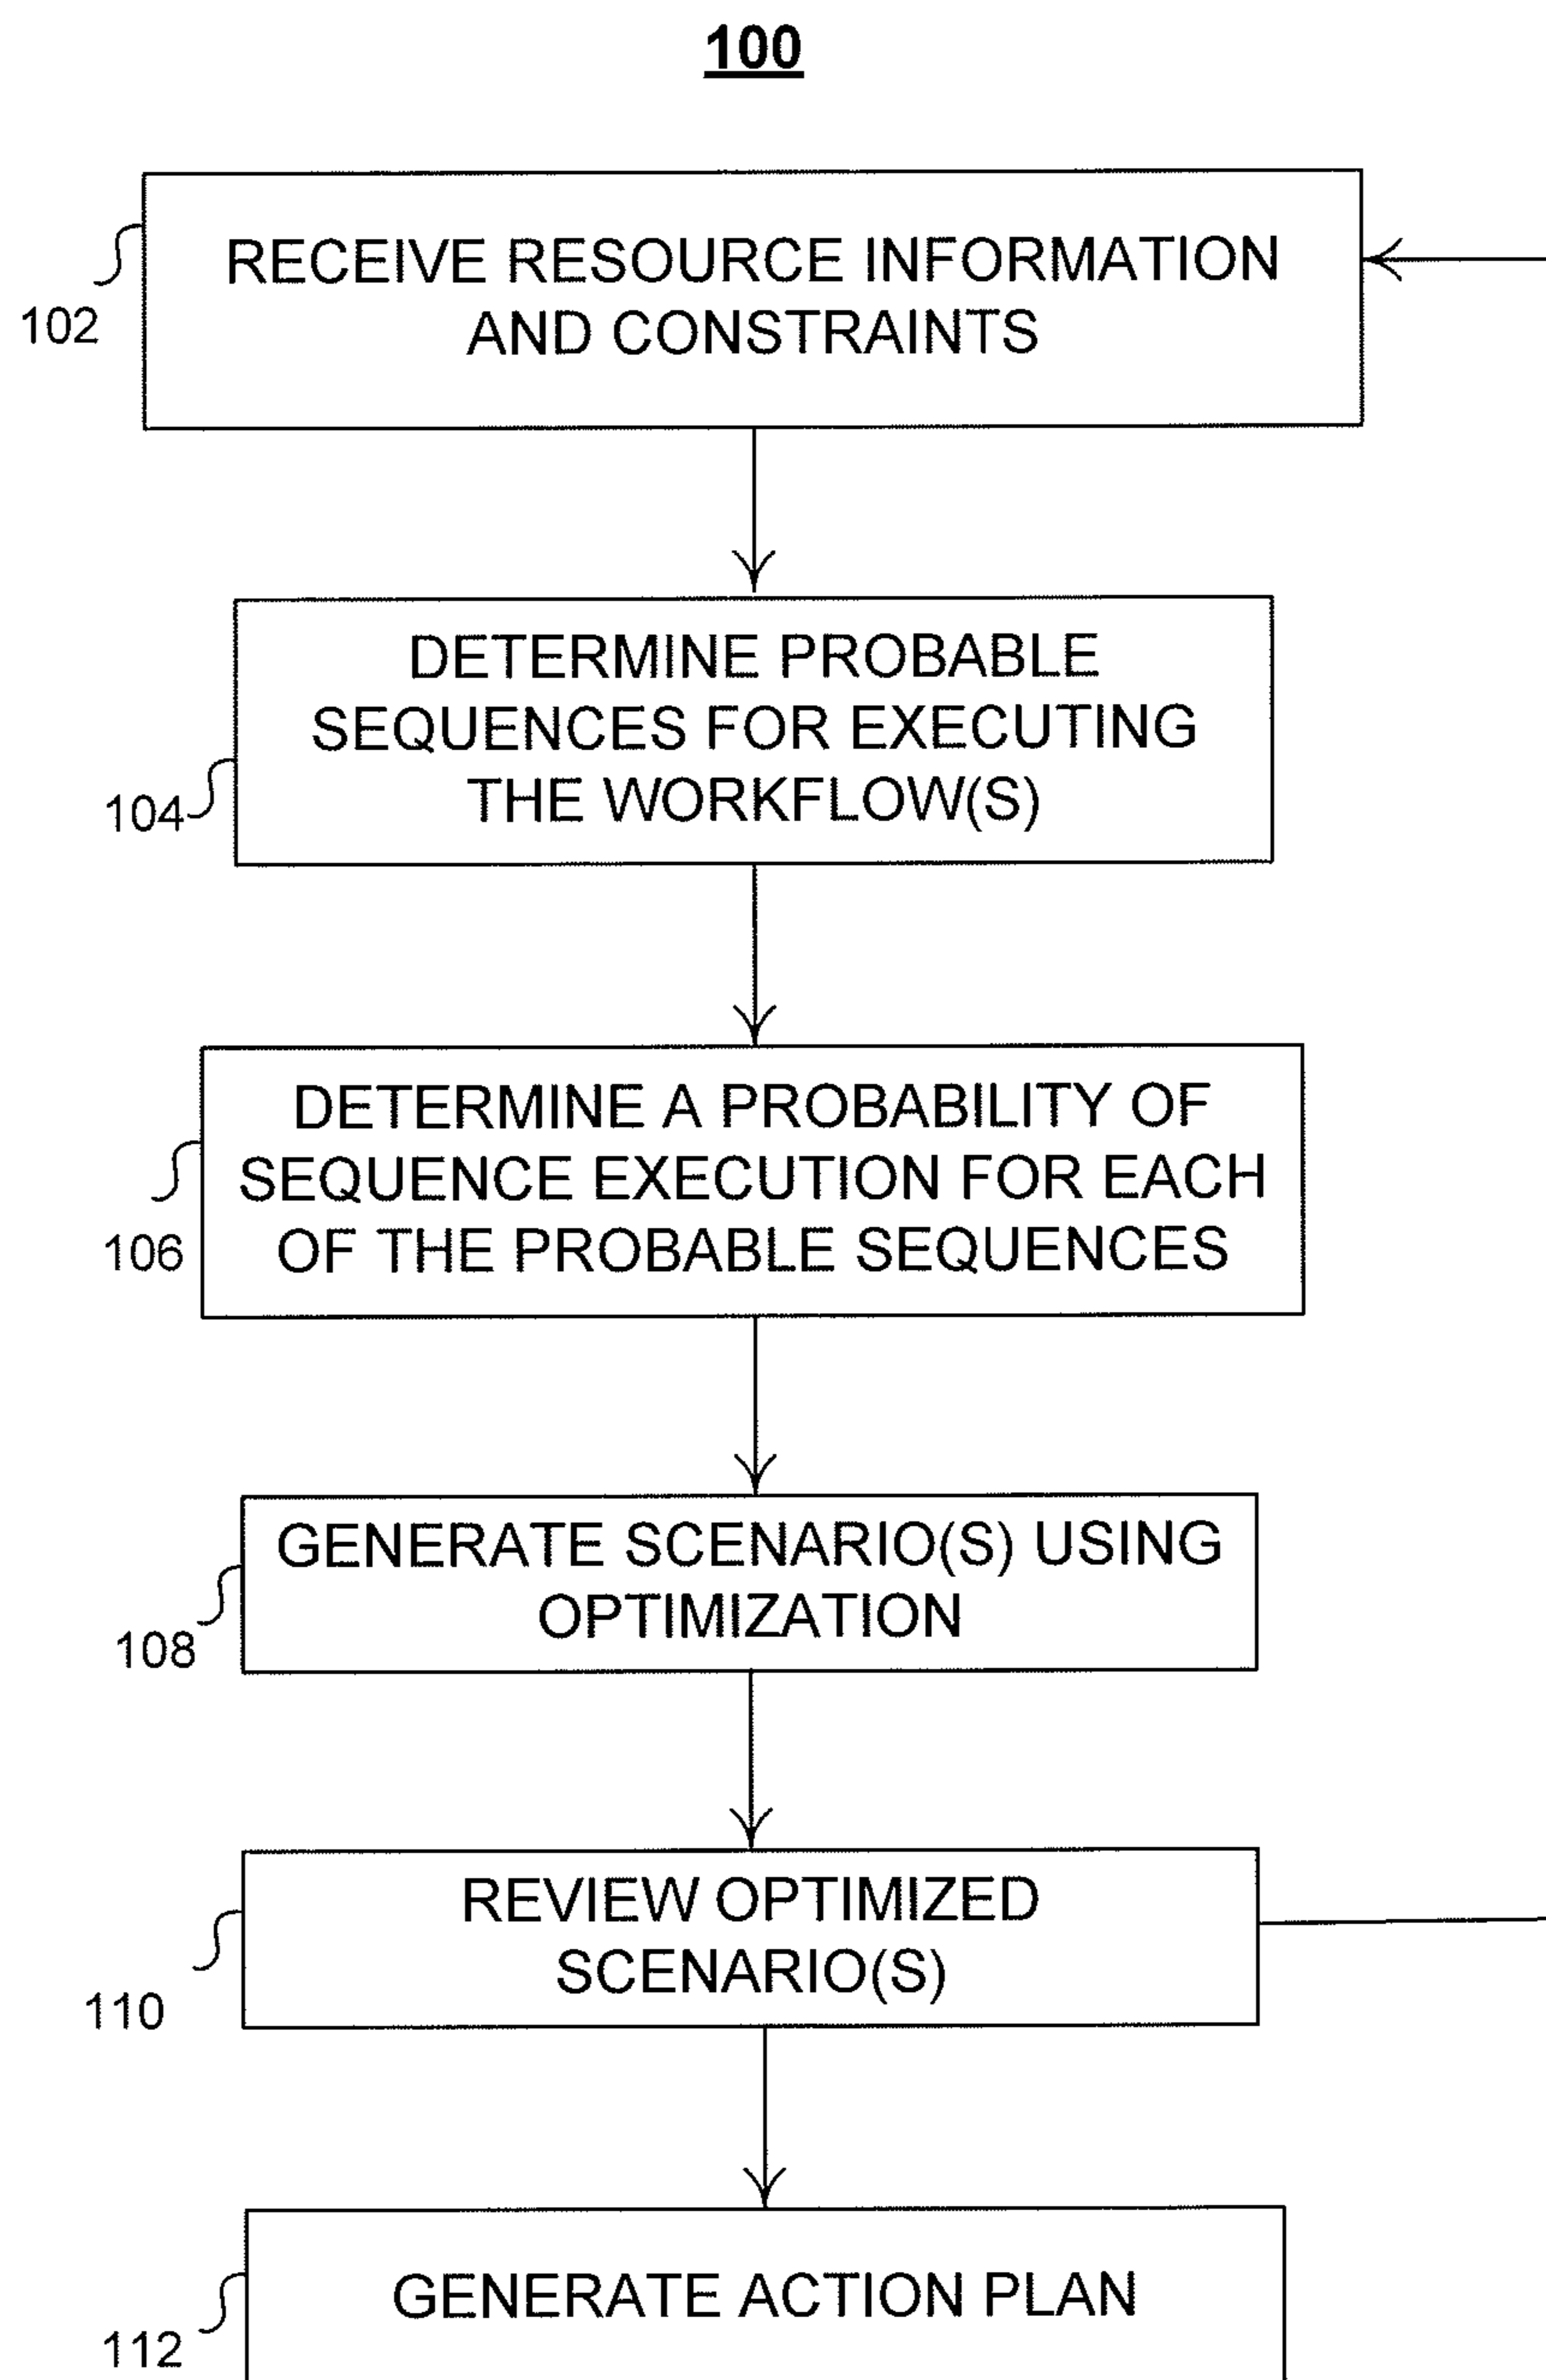 100
RECEIVE RESOURCE INFORMATION
AND CONSTRAINTS
102
DETERMINE PROBABLE
SEQUENCES FOR EXECUTING
THE WORKFLOW(S)
104
DETERMINE A PROBABILITY OF
SEQUENCE EXECUTION FOR EACH
OF THE PROBABLE SEQUENCES
106
GENERATE SCENARIO(S) USING
OPTIMIZATION
108
REVIEW OPTIMIZED
SCENARIO(S)
110
GENERATE ACTION PLAN
112